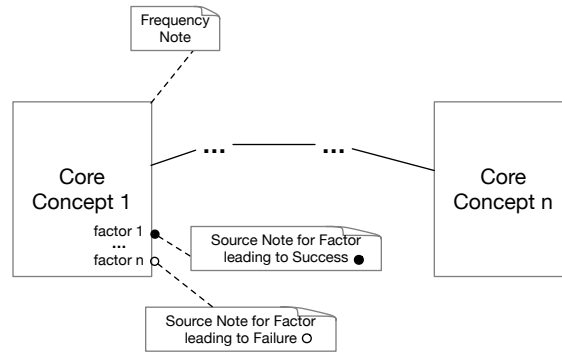 Frequency
Note
Core
Concept 1
...
...
Core
Concept n
factor 1
...
factor n
Source Note for Factor
leading to Success
Source Note for Factor
leading to Failure